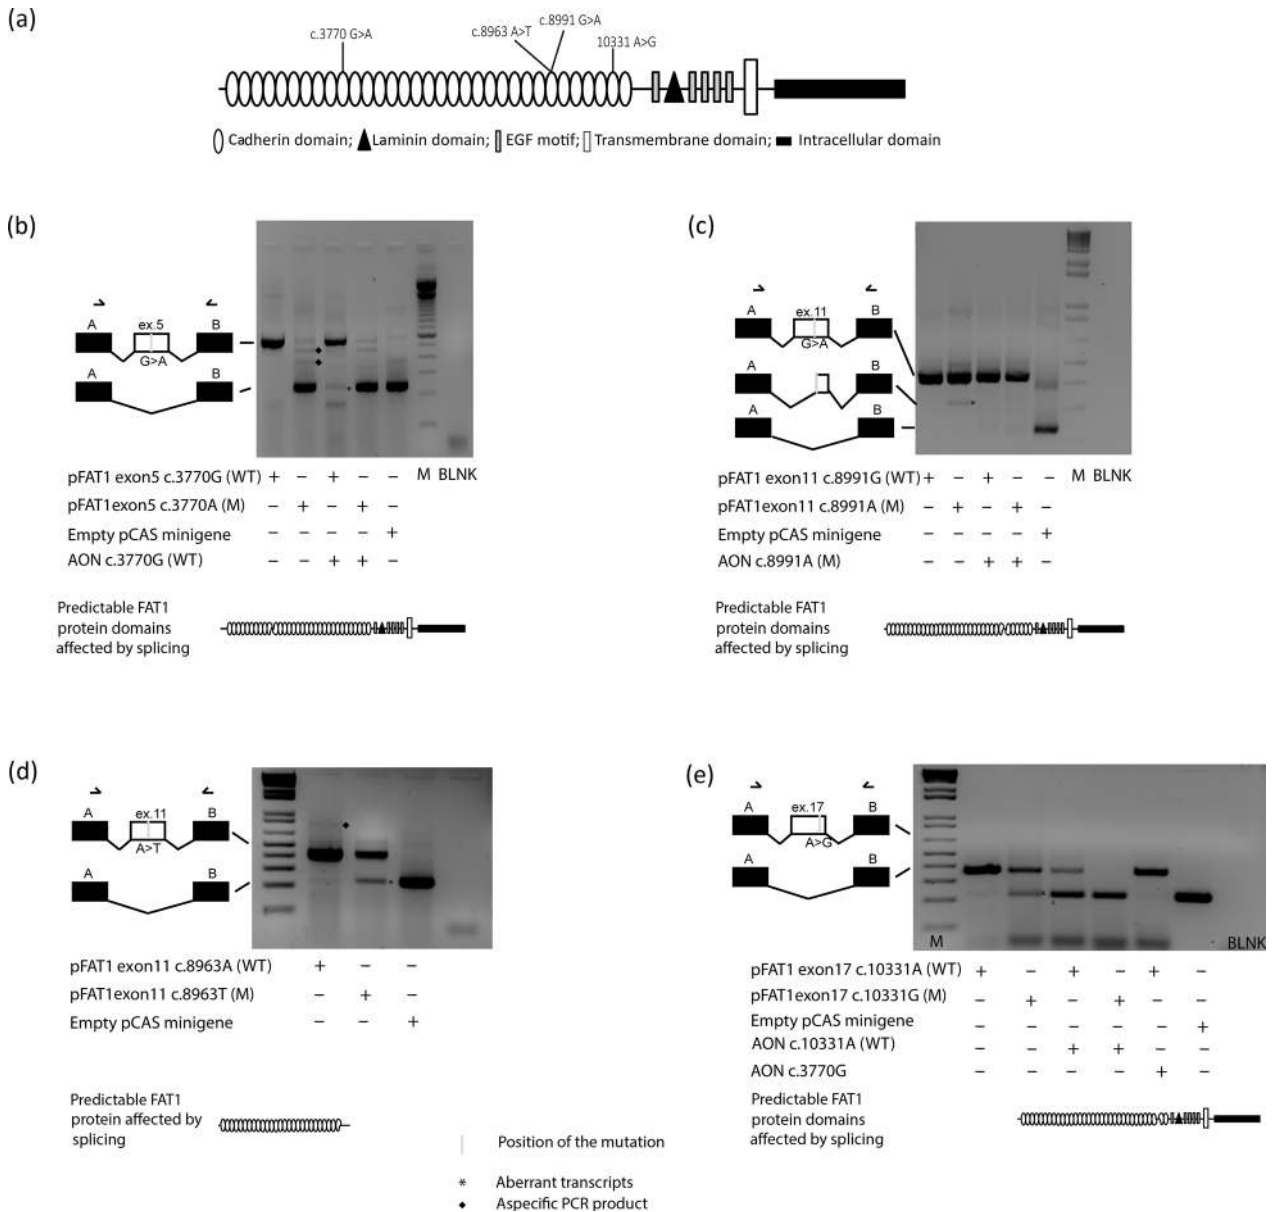 (a)
c.3770 G>A
c.8963 A>T
c.8991 G>A
10331 A>G
Cadherin domain; Laminin domain; EGF motif; Transmembrane domain; Intracellular domain
(b)
A ex.5 B
G>A
A B
pFAT1 exon5 c.3770G (WT) + – + – – M BLNK
pFAT1exon5 c.3770A (M) – + – + –
Empty pCAS minigene – – – – +
AON c.3770G (WT) – – + + –
Predictable FAT1
protein domains
affected by splicing
(c)
A ex.11 B
G>A
A B
A B
pFAT1 exon11 c.8991G (WT) + – + – – M BLNK
pFAT1exon11 c.8991A (M) – + – + –
Empty pCAS minigene – – – – +
AON c.8991A (M) – – + + –
Predictable FAT1
protein domains
affected by splicing
(d)
A ex.11 B
A>T
A B
pFAT1 exon11 c.8963A (WT) + – –
pFAT1exon11 c.8963T (M) – + –
Empty pCAS minigene – – +
Predictable FAT1
protein affected by
splicing
(e)
A ex.17 B
A>G
A B
M BLNK
pFAT1 exon17 c.10331A (WT) + – + – + –
pFAT1exon17 c.10331G (M) – + – + – –
Empty pCAS minigene – – – – – +
AON c.10331A (WT) – – + + – –
AON c.3770G – – – – + –
Predictable FAT1
protein domains
affected by splicing
Position of the mutation
* Aberrant transcripts
◆ Aspecific PCR product